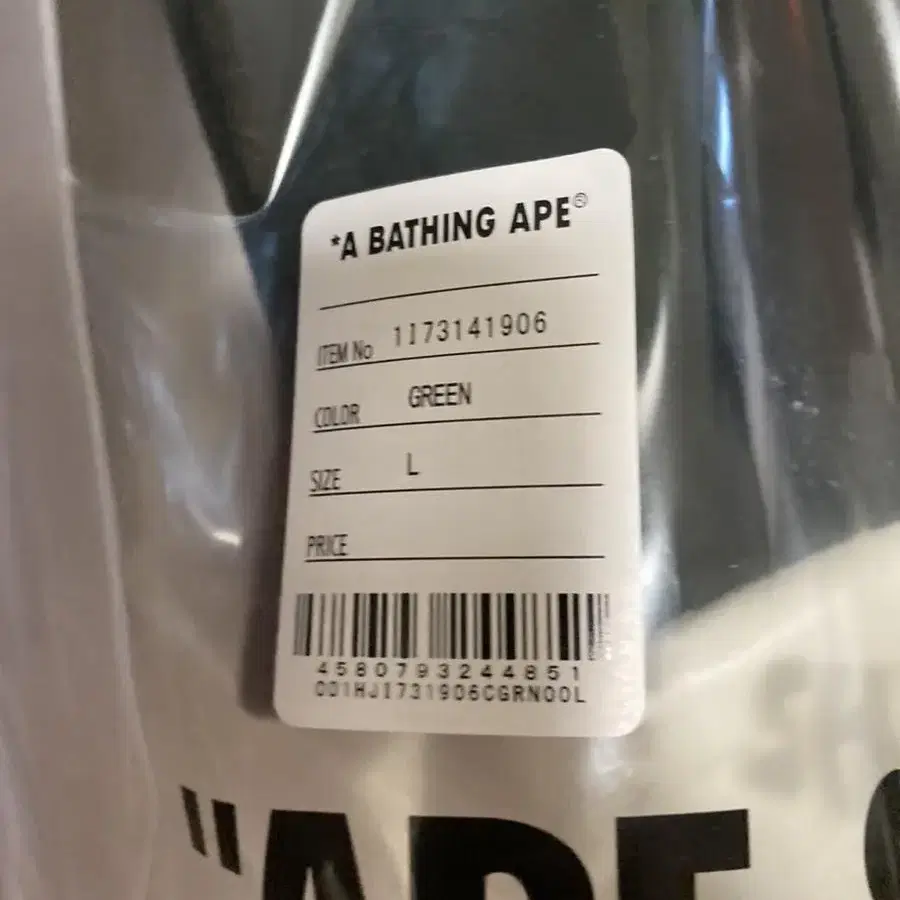 *A BATHING APE®
ITEM No 1I73141906
COLOR GREEN
SIZE L
PRICE
4580793244851
001HJI731906CGRN00L
"APE